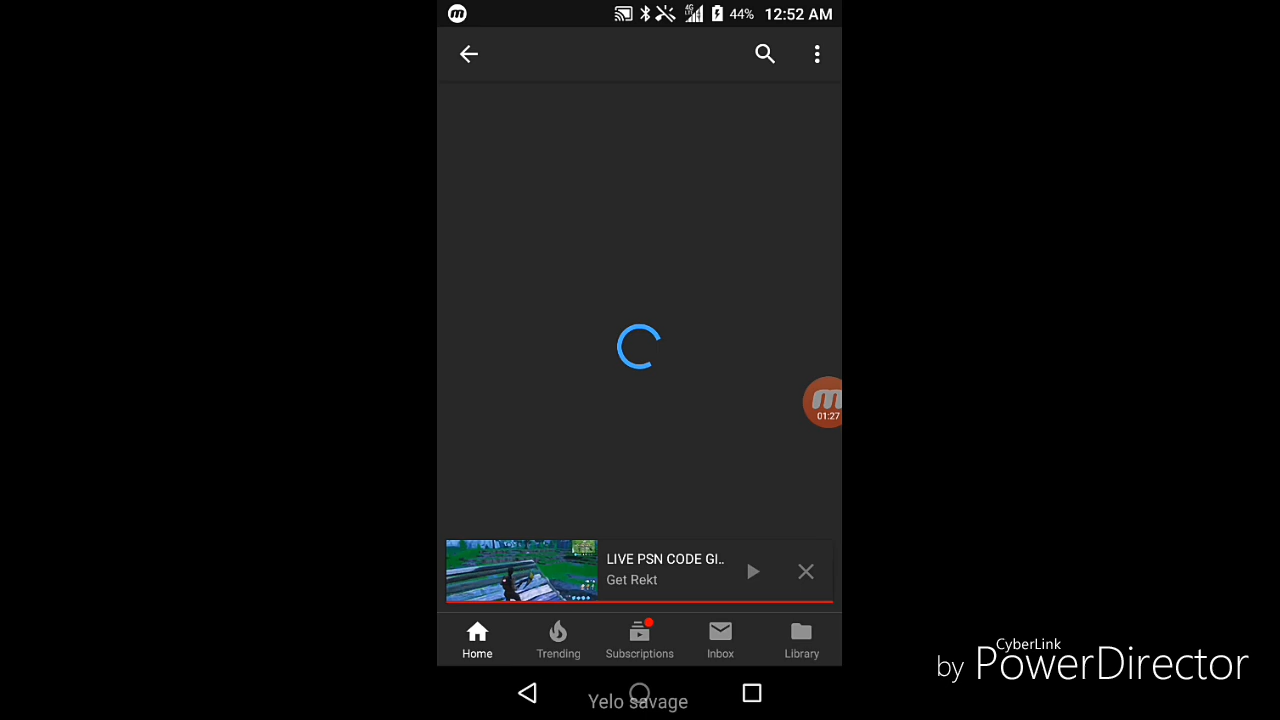 44% 12:52 AM
01:27
LIVE PSN CODE GI..
Get Rekt
Home Trending Subscriptions Inbox Library
Yelo savage
CyberLink
by PowerDirector